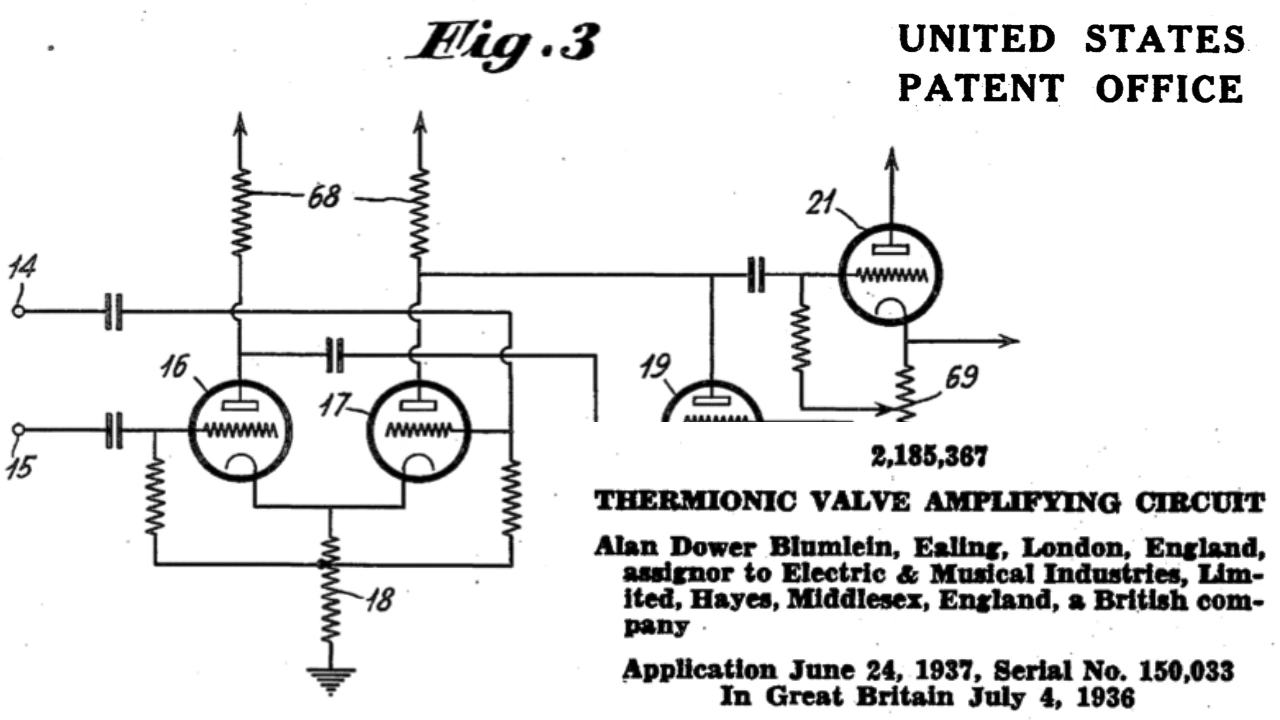 Fig. 3
UNITED STATES
PATENT OFFICE
68
21
14
16
17
19
69
15
18
2,185,367
THERMIONIC VALVE AMPLIFYING CIRCUIT
Alan Dower Blumlein, Ealing, London, England,
assignor to Electric & Musical Industries, Lim-
ited, Hayes, Middlesex, England, a British com-
pany
Application June 24, 1937, Serial No. 150,033
In Great Britain July 4, 1936